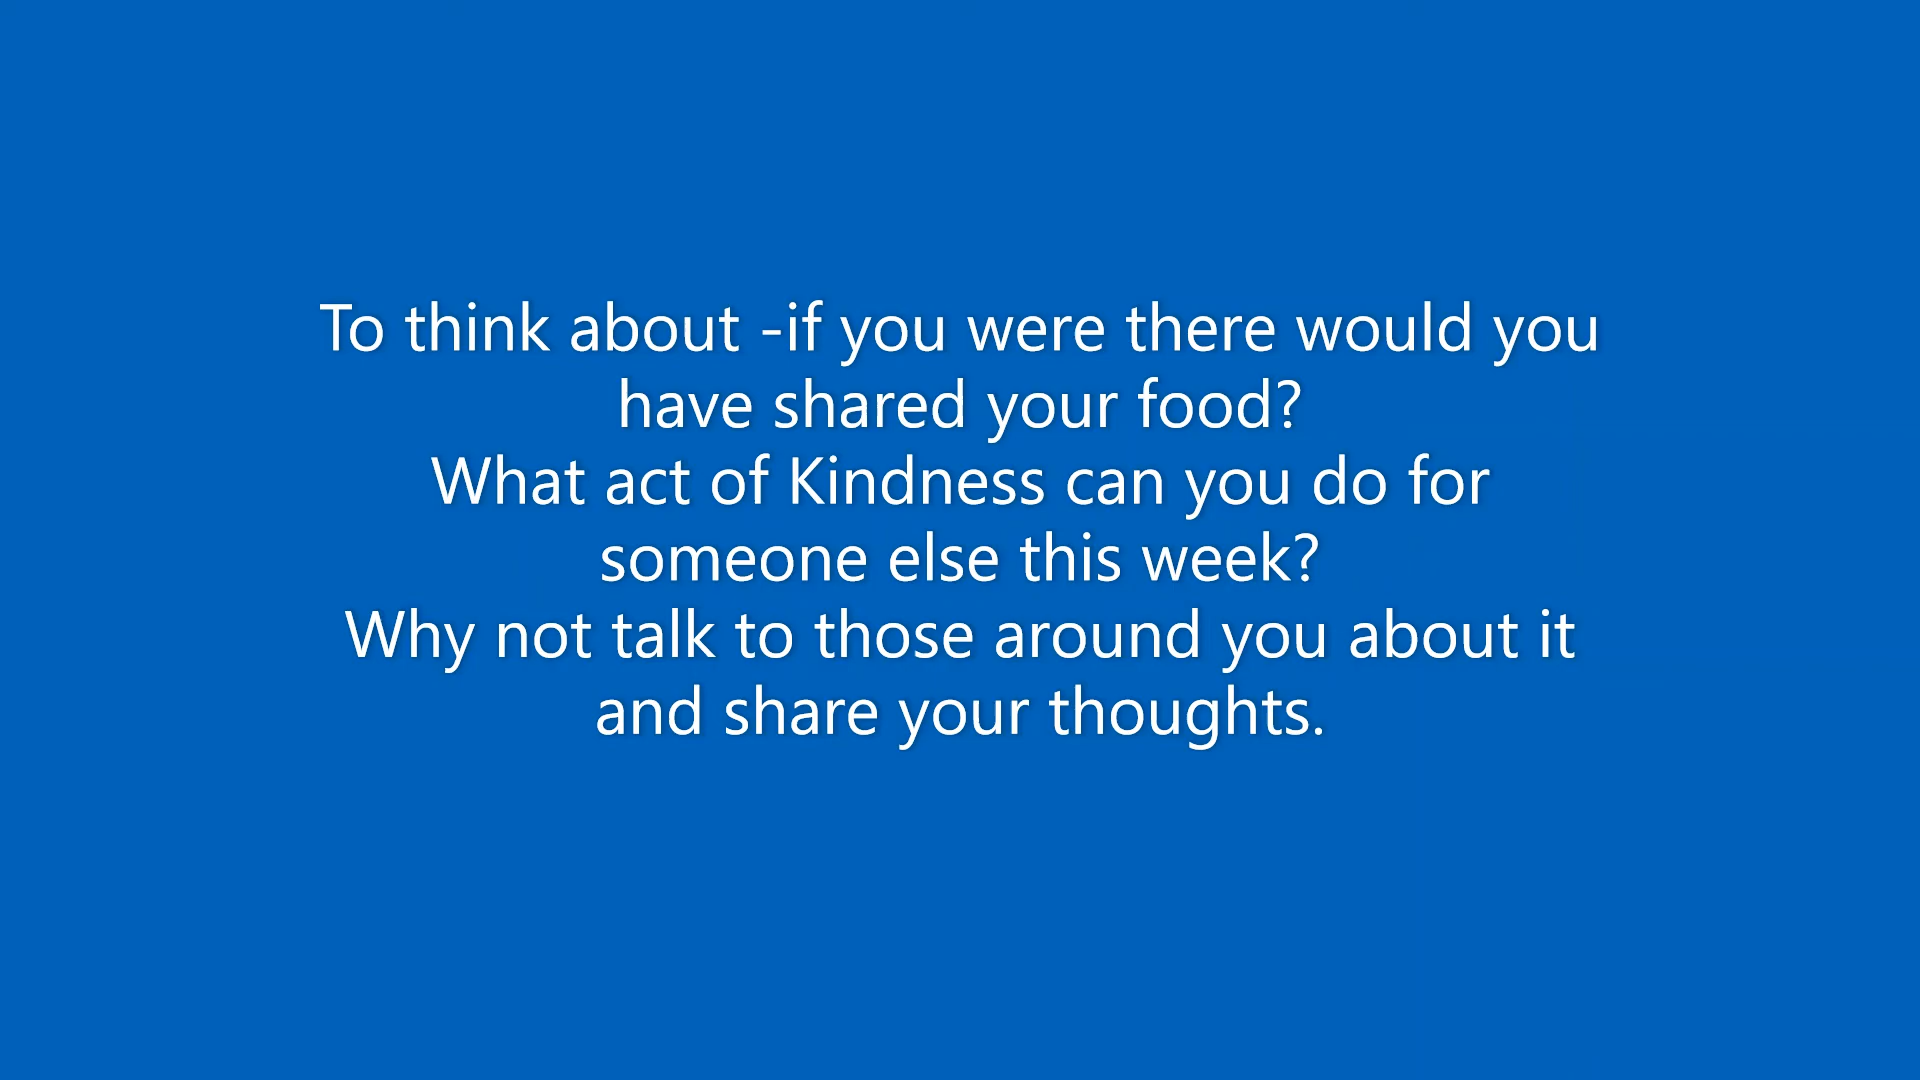 To think about -if you were there would you
have shared your food?
What act of Kindness can you do for
someone else this week?
Why not talk to those around you about it
and share your thoughts.